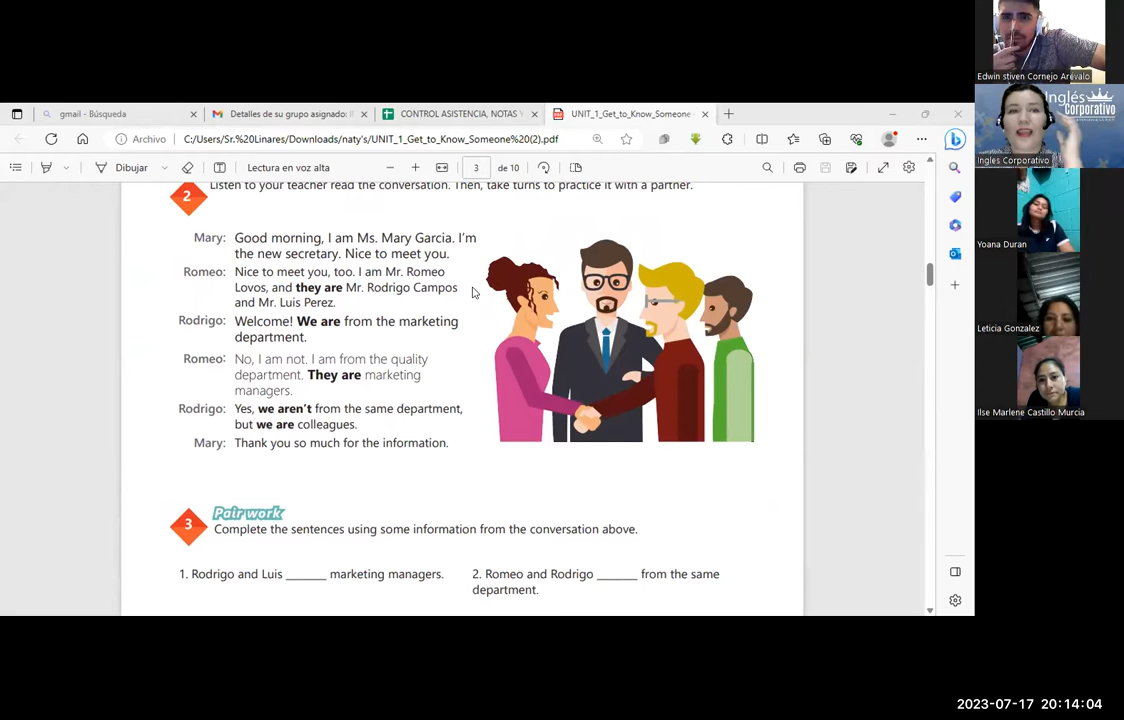 Edwin stiven Cornejo Arévalo
gmail - Búsqueda
Detalles de su grupo asignado: I
CONTROL ASISTENCIA, NOTAS
UNIT_1_Get_to_Know_Someone
Archivo
C:/Users/Sr.%20Linares/Downloads/naty's/UNIT_1_Get_to_Know_Someone%20(2).pdf
Dibujar
Lectura en voz alta
3
de 10
Inglés
Corporativo
Ingles Corporativo
2
Listen to your teacher read the conversation. Then, take turns to practice it with a partner.
Mary: Good morning, I am Ms. Mary Garcia. I'm
the new secretary. Nice to meet you.
Romeo: Nice to meet you, too. I am Mr. Romeo
Lovos, and they are Mr. Rodrigo Campos
and Mr. Luis Perez.
Rodrigo: Welcome! We are from the marketing
department.
Romeo: No, I am not. I am from the quality
department. They are marketing
managers.
Rodrigo: Yes, we aren't from the same department,
but we are colleagues.
Mary: Thank you so much for the information.
Yoana Duran
Leticia Gonzalez
Ilse Marlene Castillo Murcia
3
Pair work
Complete the sentences using some information from the conversation above.
1. Rodrigo and Luis ______ marketing managers.
2. Romeo and Rodrigo ______ from the same
department.
2023-07-17 20:14:04